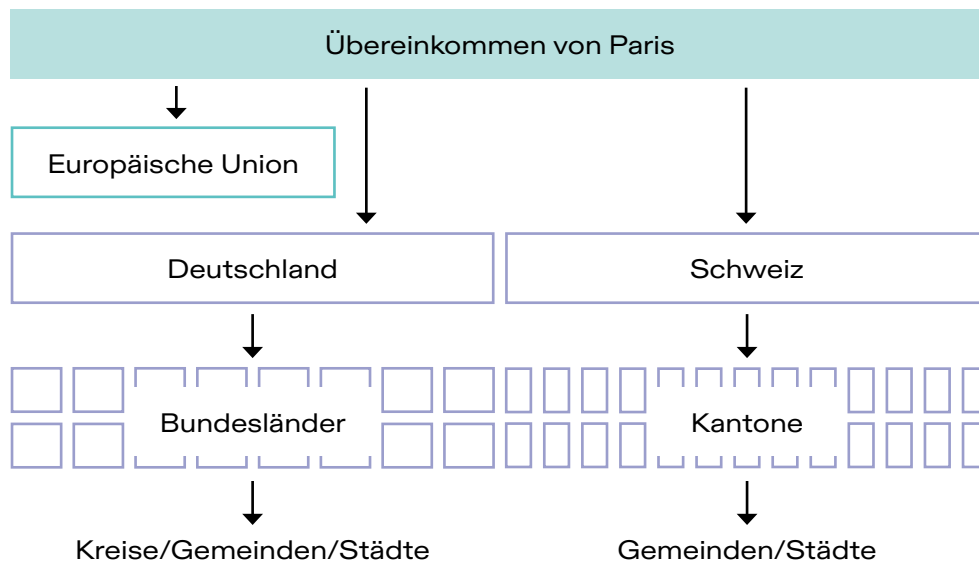 Übereinkommen von Paris
Europäische Union
Deutschland
Schweiz
Bundesländer
Kantone
Kreise/Gemeinden/Städte
Gemeinden/Städte